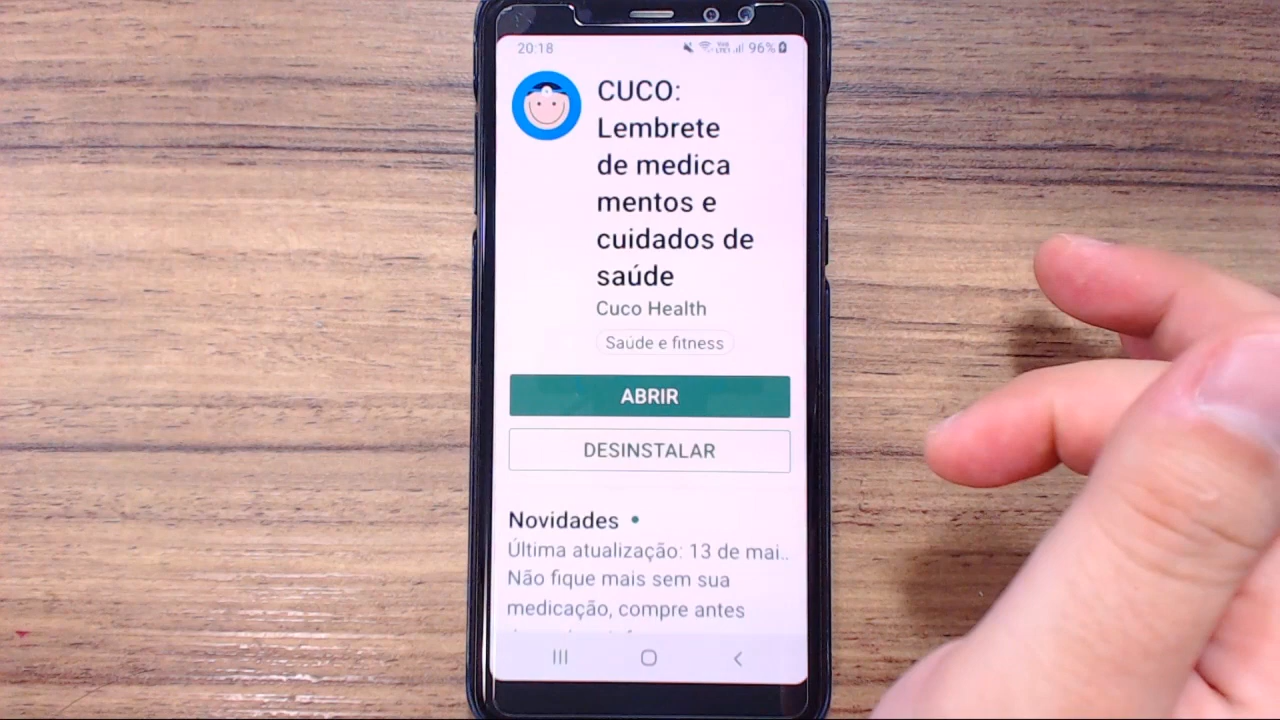 20:18
96%
CUCO:
Lembrete
de medica
mentos e
cuidados de
saúde
Cuco Health
Saúde e fitness
ABRIR
DESINSTALAR
Novidades •
Última atualização: 13 de mai..
Não fique mais sem sua
medicação, compre antes